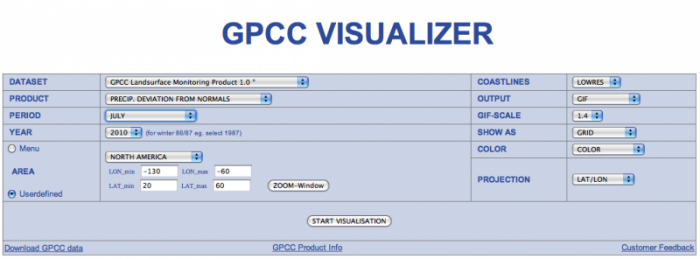 GPCC VISUALIZER
DATASET GPCC Landsurface Monitoring Product 1.0 ° COASTLINES LOWRES
PRODUCT PRECIP. DEVIATION FROM NORMALS OUTPUT GIF
PERIOD JULY GIF-SCALE 1.4
YEAR 2010 (for winter 86/87 eg. select 1987) SHOW AS GRID
Menu NORTH AMERICA COLOR COLOR
AREA LON_min -130 LON_max -60 PROJECTION LAT/LON
Userdefined LAT_min 20 LAT_max 60 ZOOM-Window
START VISUALISATION
Download GPCC data GPCC Product Info Customer Feedback